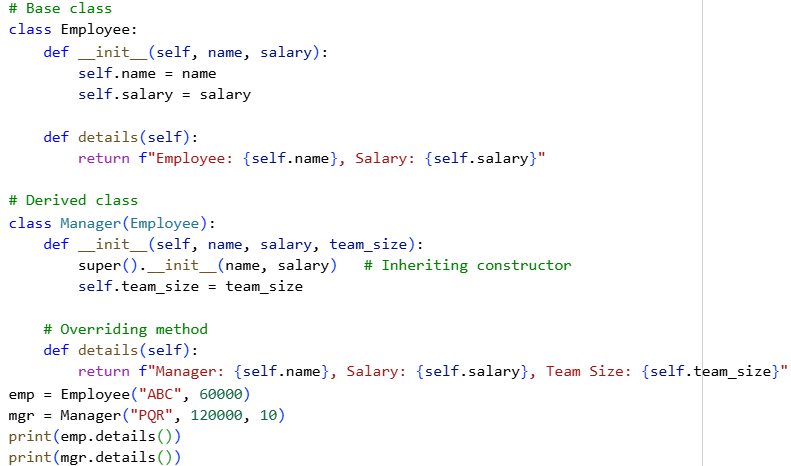 # Base class
class Employee:
    def __init__(self, name, salary):
        self.name = name
        self.salary = salary

    def details(self):
        return f"Employee: {self.name}, Salary: {self.salary}"

# Derived class
class Manager(Employee):
    def __init__(self, name, salary, team_size):
        super().__init__(name, salary)   # Inheriting constructor
        self.team_size = team_size

    # Overriding method
    def details(self):
        return f"Manager: {self.name}, Salary: {self.salary}, Team Size: {self.team_size}"
emp = Employee("ABC", 60000)
mgr = Manager("PQR", 120000, 10)
print(emp.details())
print(mgr.details())